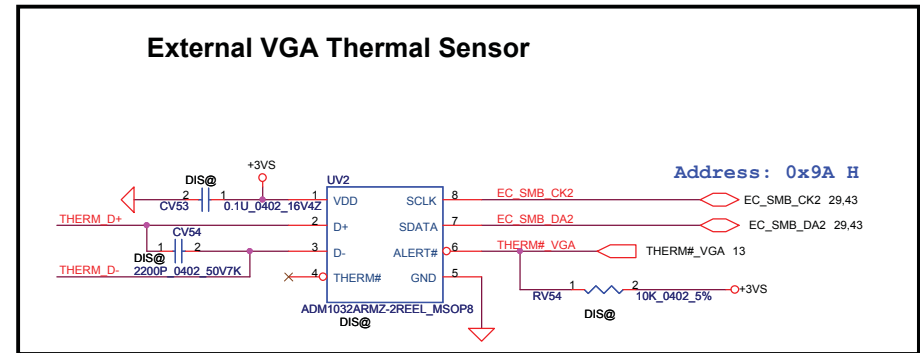 External VGA Thermal Sensor
Address: 0x9A H
+3VS
DIS@
2 1
CV53 0.1U_0402_16V4Z
UV2
1 VDD SCLK 8 EC_SMB_CK2 EC_SMB_CK2 29,43
THERM_D+ 2 D+ SDATA 7 EC_SMB_DA2 EC_SMB_DA2 29,43
CV54
1 2
DIS@
2200P_0402_50V7K
THERM_D- 3 D- ALERT# 6 THERM#_VGA THERM#_VGA 13
4 THERM# GND 5
ADM1032ARMZ-2REEL_MSOP8
DIS@
RV54 1 2 10K_0402_5% +3VS
DIS@